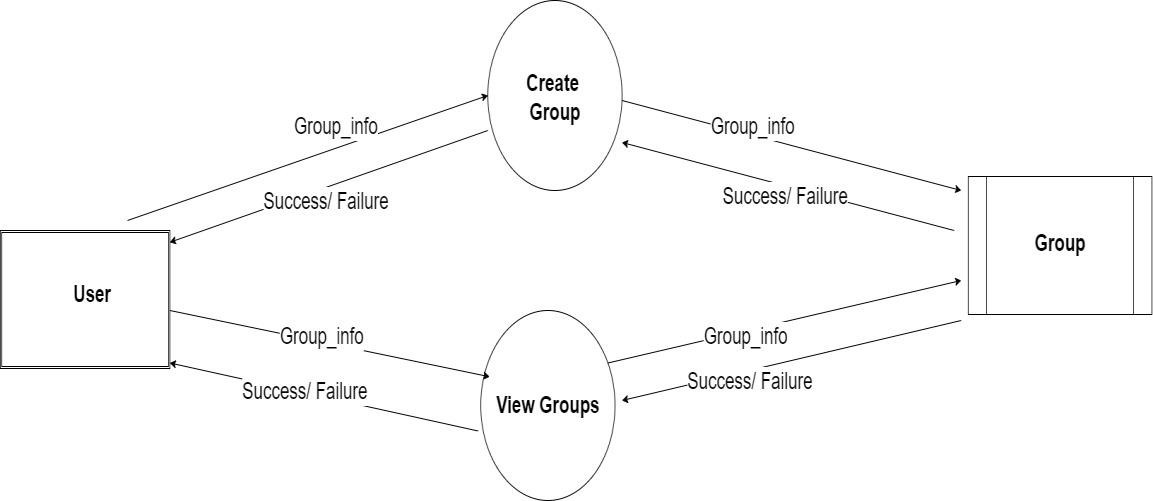 Create
Group
Group_info
Group_info
Success/ Failure
Success/ Failure
User
Group
Group_info
Group_info
Success/ Failure
Success/ Failure
View Groups